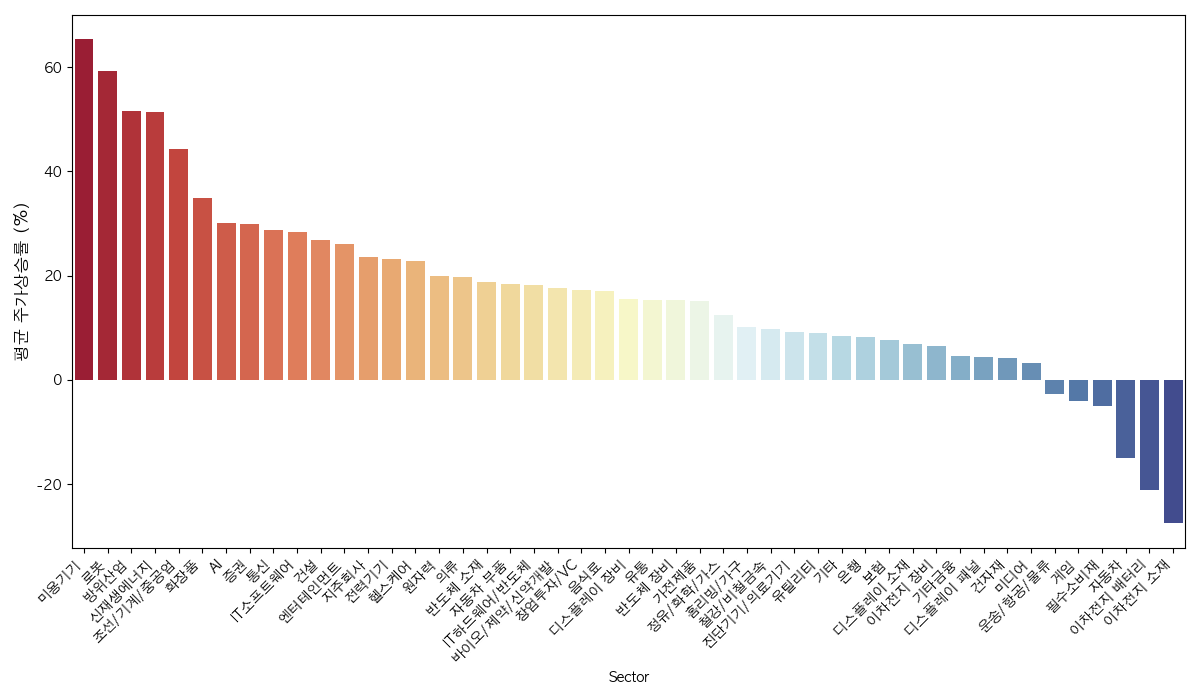 평균 주가상승률 (%)
60
40
20
0
-20
미용기기
로봇
방위산업
신재생에너지
조선/기계/중공업
화장품
AI
증권
통신
IT소프트웨어
건설
엔터테인먼트
지주회사
전력기기
헬스케어
원자력
의류
반도체 소재
자동차 부품
IT하드웨어/반도체
바이오/제약/신약개발
창업투자/VC
음식료
디스플레이 장비
유통
반도체 장비
가전제품
정유/화학/가스
홈리빙/가구
철강/비철금속
진단기기/의료기기
유틸리티
기타
은행
보험
디스플레이 소재
이차전지 장비
기타금융
디스플레이 패널
건자재
미디어
운송/항공/물류
게임
필수소비재
자동차
이차전지 배터리
이차전지 소재
Sector